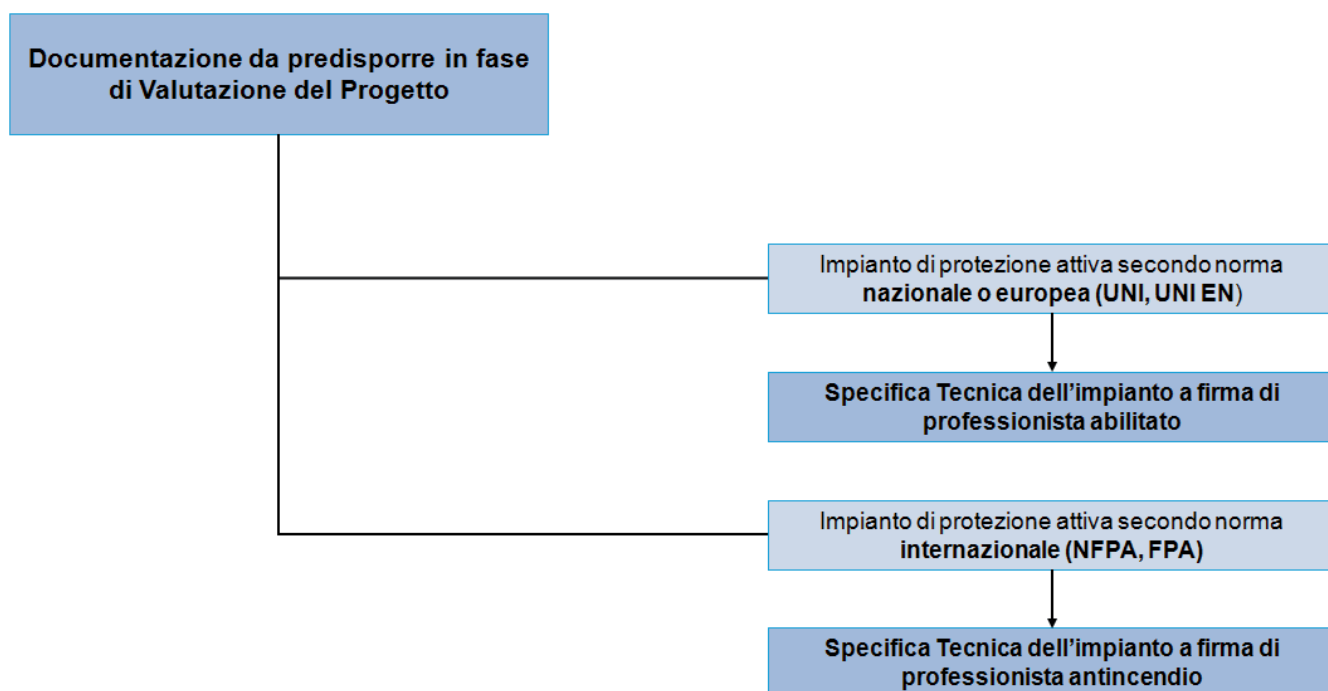 Documentazione da predisporre in fase
di Valutazione del Progetto
Impianto di protezione attiva secondo norma
nazionale o europea (UNI, UNI EN)
Specifica Tecnica dell’impianto a firma di
professionista abilitato
Impianto di protezione attiva secondo norma
internazionale (NFPA, FPA)
Specifica Tecnica dell’impianto a firma di
professionista antincendio